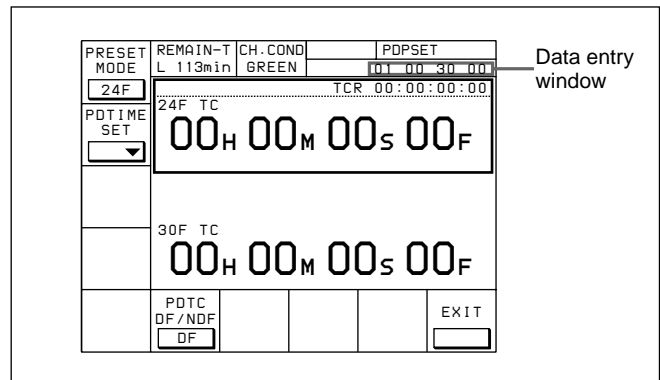 PRESET
MODE
24F
PDTIME
SET
REMAIN-T
L 113min
CH.COND
GREEN
PDPSET
01 00 30 00
Data entry
window
TCR 00:00:00:00
24F TC
00H 00M 00S 00F
30F TC
00H 00M 00S 00F
PDTC
DF/NDF
DF
EXIT